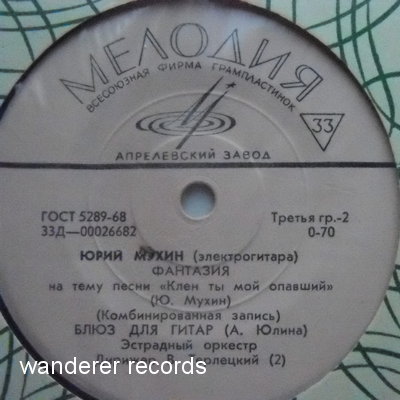 МЕЛОДИЯ
ВСЕСОЮЗНАЯ ФИРМА ГРАМПЛАСТИНОК
33
АПРЕЛЕВСКИЙ ЗАВОД
ГОСТ 5289-68
33Д—00026682
Третья гр.-2
0-70
ЮРИЙ МУХИН (электрогитара)
ФАНТАЗИЯ
на тему песни «Клен ты мой опавший»
(Ю. Мухин)
(Комбинированная запись)
БЛЮЗ ДЛЯ ГИТАР (А. Юлина)
Эстрадный оркестр
Дирижер В. Терлецкий (2)
wanderer records